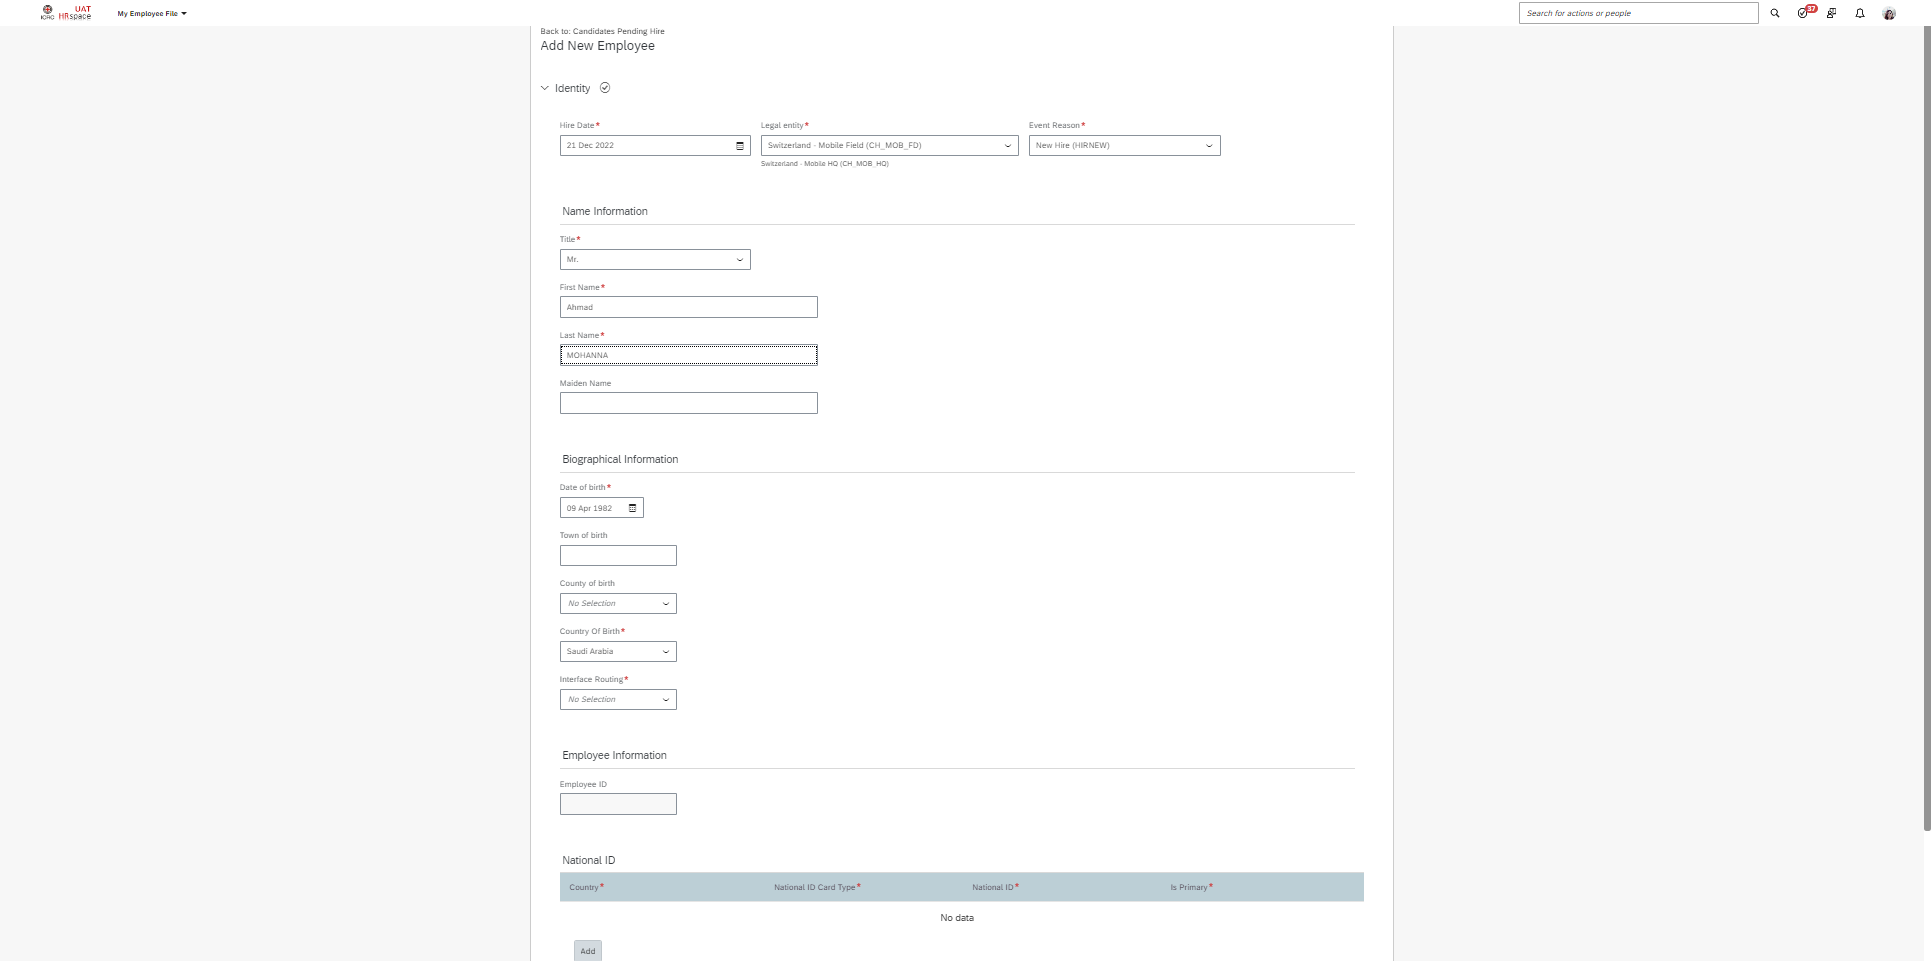 ICRC
UAT
HRspace
My Employee File
Search for actions or people
37
Back to: Candidates Pending Hire
Add New Employee
Identity
Hire Date*
Legal entity*
Event Reason*
21 Dec 2022
Switzerland - Mobile Field (CH_MOB_FD)
New Hire (HIRNEW)
Switzerland - Mobile HQ (CH_MOB_HQ)
Name Information
Title*
Mr.
First Name*
Ahmad
Last Name*
MOHANNA
Maiden Name
Biographical Information
Date of birth*
09 Apr 1982
Town of birth
County of birth
No Selection
Country Of Birth*
Saudi Arabia
Interface Routing*
No Selection
Employee Information
Employee ID
National ID
Country*
National ID Card Type*
National ID*
Is Primary*
No data
Add